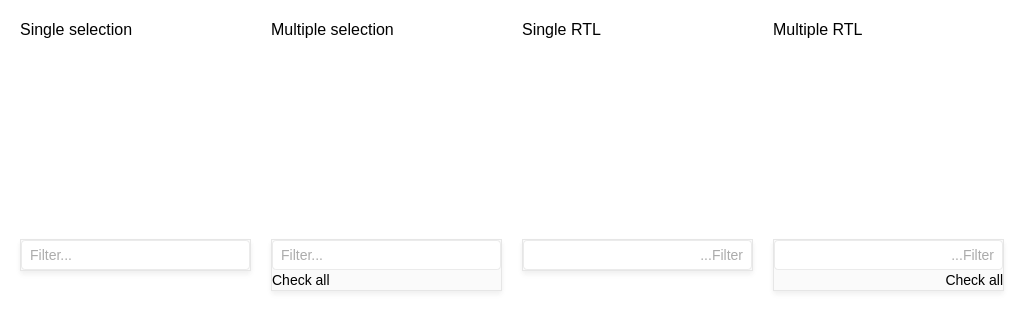 Single selection
Multiple selection
Single RTL
Multiple RTL
Filter...
Filter...
...Filter
...Filter
Check all
Check all